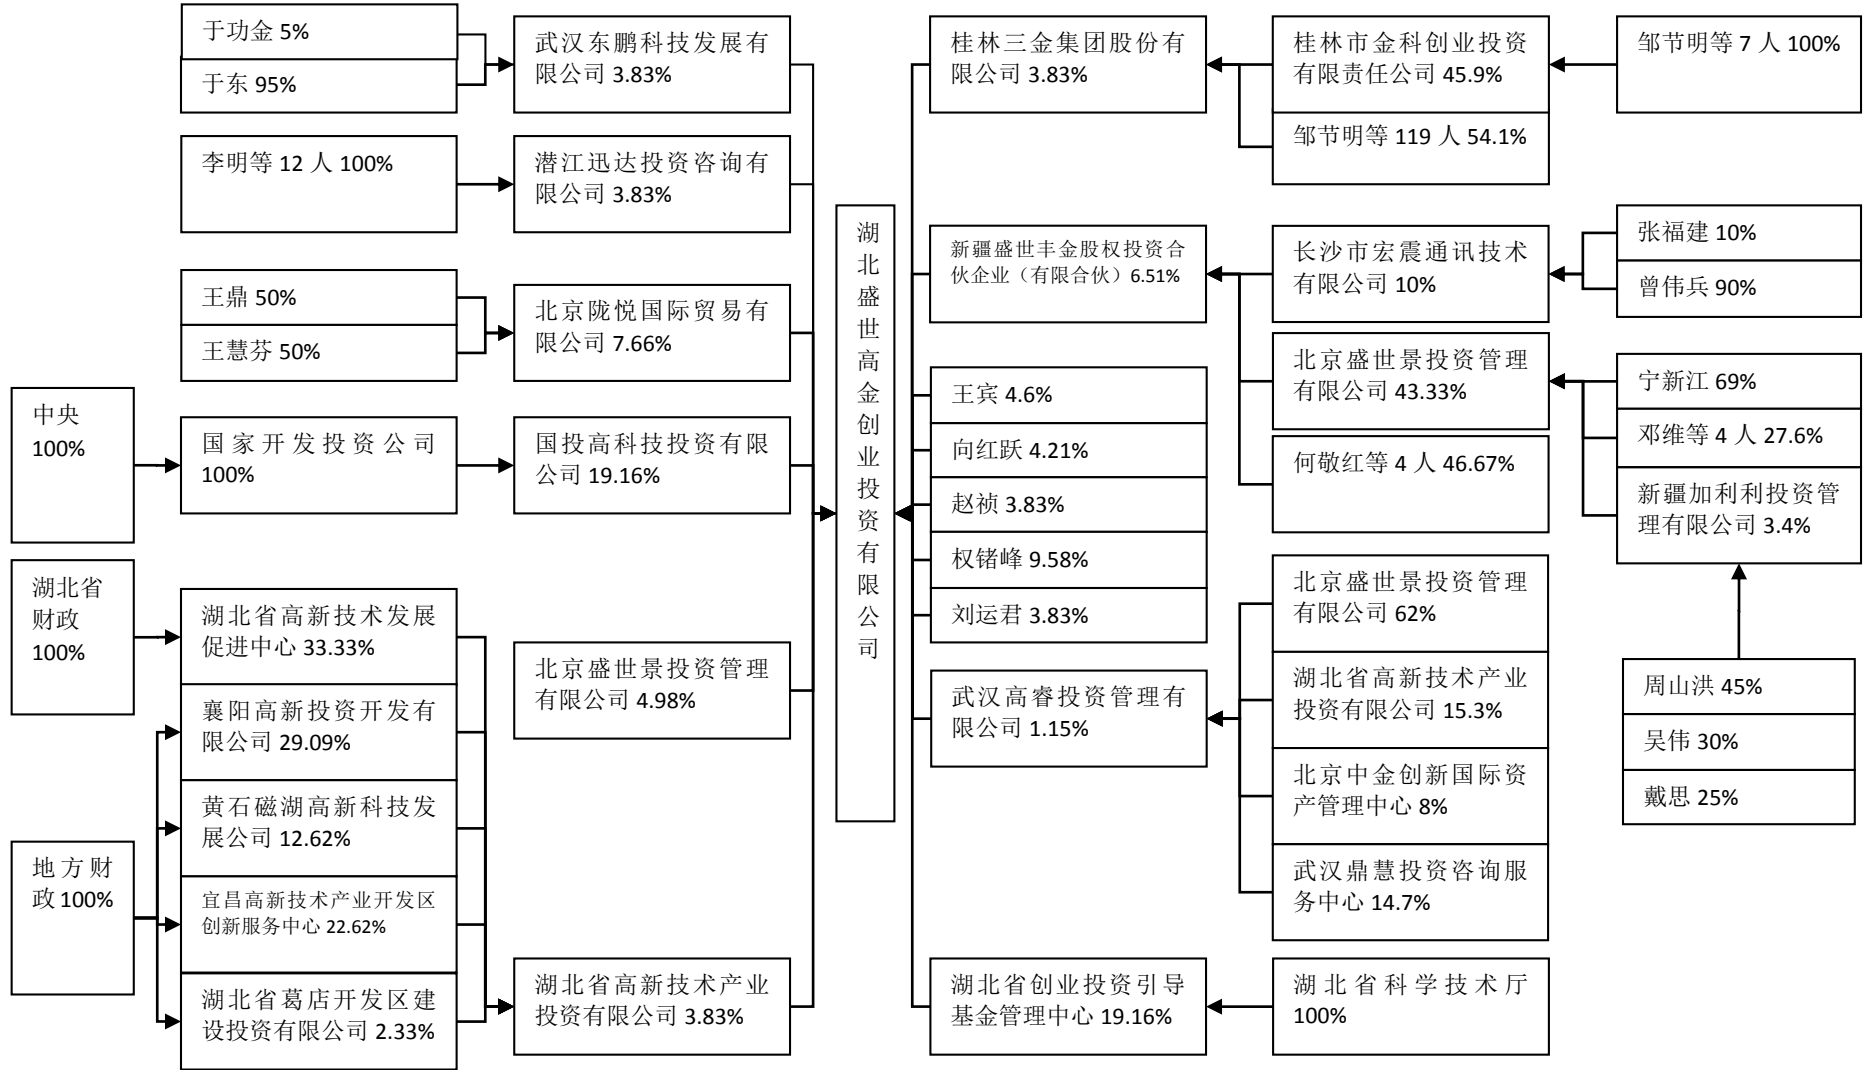 于功金 5%
于东 95%
武汉东鹏科技发展有
限公司 3.83%
李明等 12 人 100%
潜江迅达投资咨询有
限公司 3.83%
王鼎 50%
王慧芬 50%
北京陇悦国际贸易有
限公司 7.66%
中央
100%
国家开发投资公司
100%
国投高科技投资有限
公司 19.16%
湖北省
财政
100%
湖北省高新技术发展
促进中心 33.33%
襄阳高新投资开发有
限公司 29.09%
黄石磁湖高新科技发
展公司 12.62%
地方财
政 100%
宜昌高新技术产业开发区
创新服务中心 22.62%
湖北省葛店开发区建
设投资有限公司 2.33%
北京盛世景投资管理
有限公司 4.98%
湖北省高新技术产业
投资有限公司 3.83%
湖北盛世高金创业投资有限公司
桂林三金集团股份有
限公司 3.83%
桂林市金科创业投资
有限责任公司 45.9%
邹节明等 7 人 100%
邹节明等 119 人 54.1%
新疆盛世丰金股权投资合
伙企业（有限合伙）6.51%
长沙市宏震通讯技术
有限公司 10%
张福建 10%
曾伟兵 90%
北京盛世景投资管理
有限公司 43.33%
宁新江 69%
邓维等 4 人 27.6%
新疆加利利投资管
理有限公司 3.4%
何敬红等 4 人 46.67%
周山洪 45%
吴伟 30%
戴思 25%
王宾 4.6%
向红跃 4.21%
赵祯 3.83%
权锗峰 9.58%
刘运君 3.83%
武汉高睿投资管理有
限公司 1.15%
北京盛世景投资管理
有限公司 62%
湖北省高新技术产业
投资有限公司 15.3%
北京中金创新国际资
产管理中心 8%
武汉鼎慧投资咨询服
务中心 14.7%
湖北省创业投资引导
基金管理中心 19.16%
湖北省科学技术厅
100%